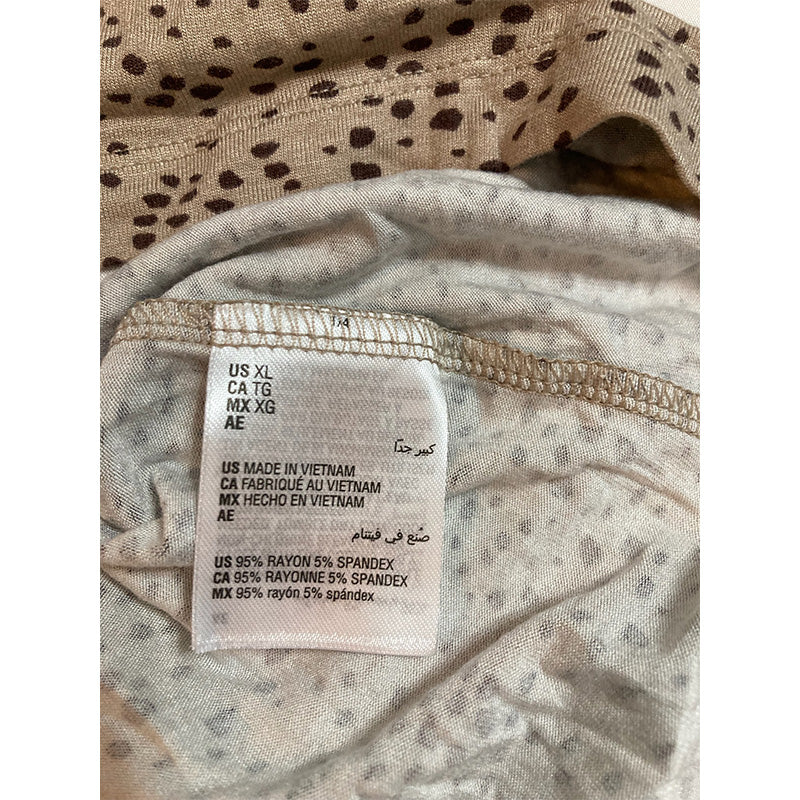 US XL
CA TG
MX XG
AE
كبير جدًا
US MADE IN VIETNAM
CA FABRIQUÉ AU VIETNAM
MX HECHO EN VIETNAM
AE
صُنع في فيتنام
US 95% RAYON 5% SPANDEX
CA 95% RAYONNE 5% SPANDEX
MX 95% rayón 5% spándex